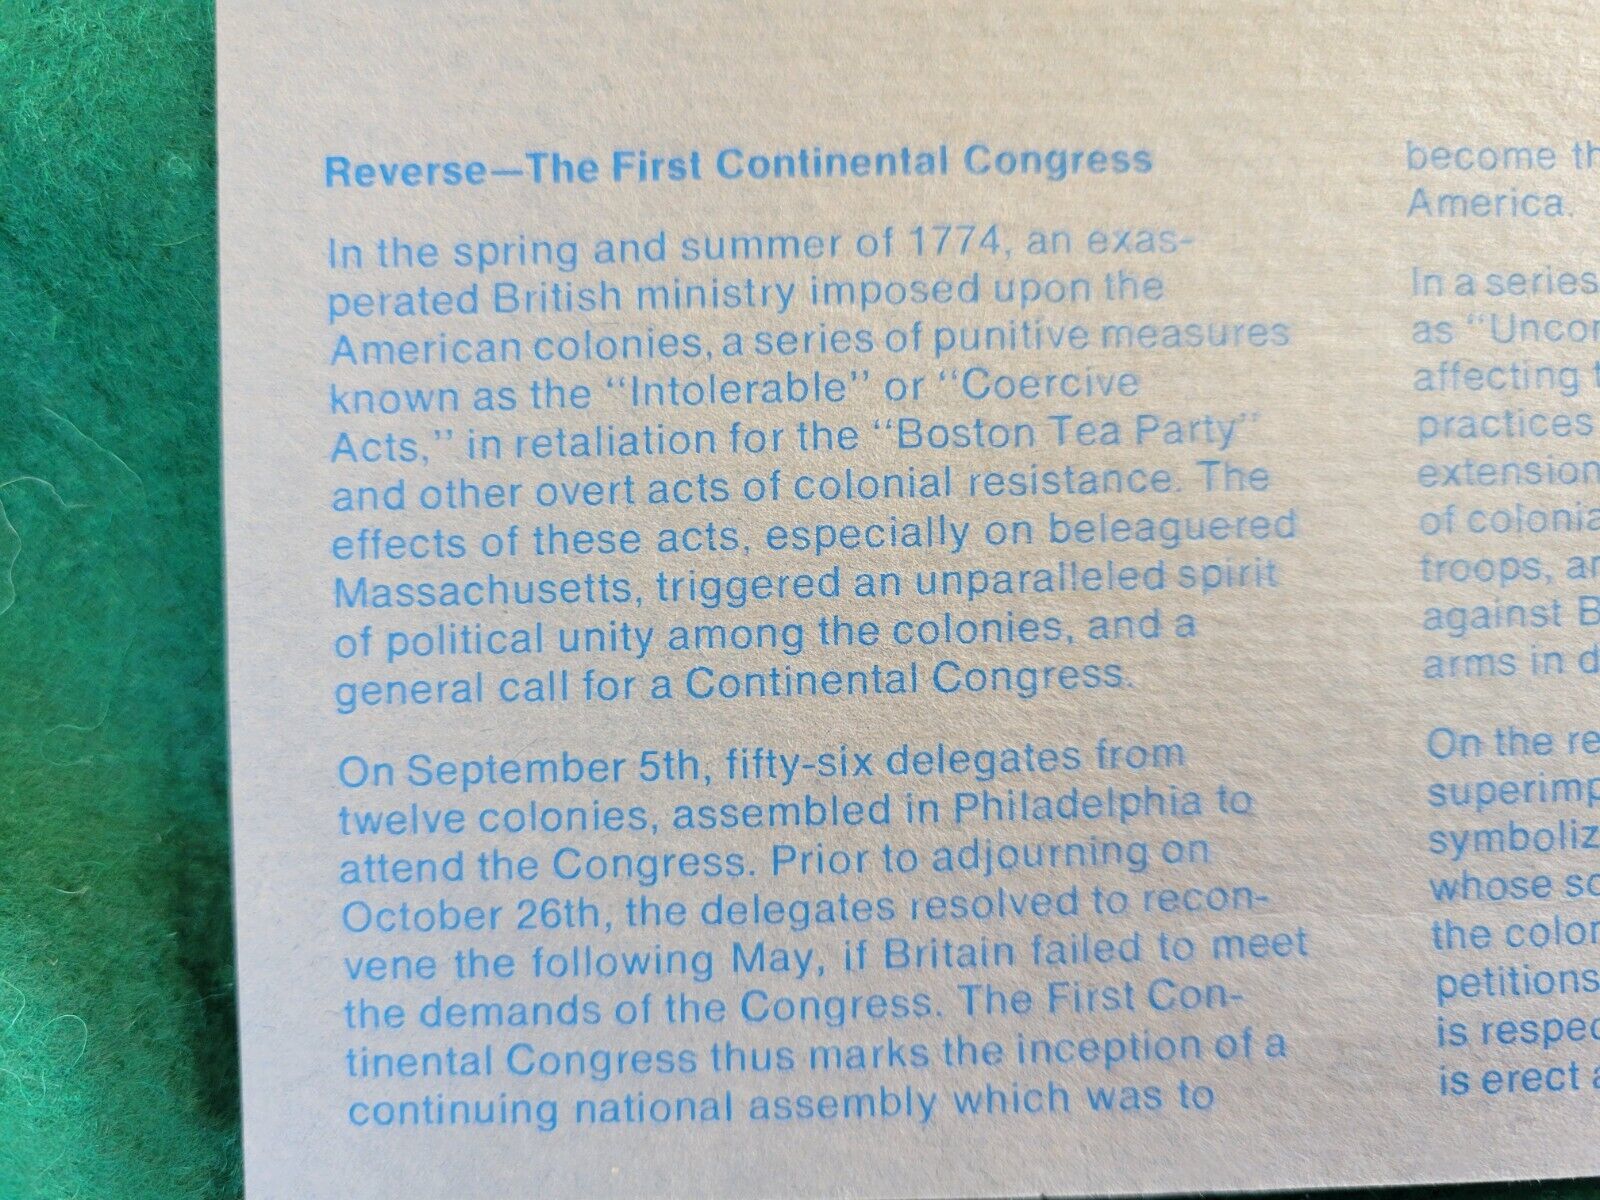 Reverse—The First Continental Congress
In the spring and summer of 1774, an exas-
perated British ministry imposed upon the
American colonies, a series of punitive measures
known as the "Intolerable" or "Coercive
Acts," in retaliation for the "Boston Tea Party"
and other overt acts of colonial resistance. The
effects of these acts, especially on beleaguered
Massachusetts, triggered an unparalleled spirit
of political unity among the colonies, and a
general call for a Continental Congress.
On September 5th, fifty-six delegates from
twelve colonies, assembled in Philadelphia to
attend the Congress. Prior to adjourning on
October 26th, the delegates resolved to recon-
vene the following May, if Britain failed to meet
the demands of the Congress. The First Con-
tinental Congress thus marks the inception of a
continuing national assembly which was to
become
America.
In a series
as
affecting
practices
extension
of
troops,
against
arms in
On the
whose
the
petitions
is
is erect